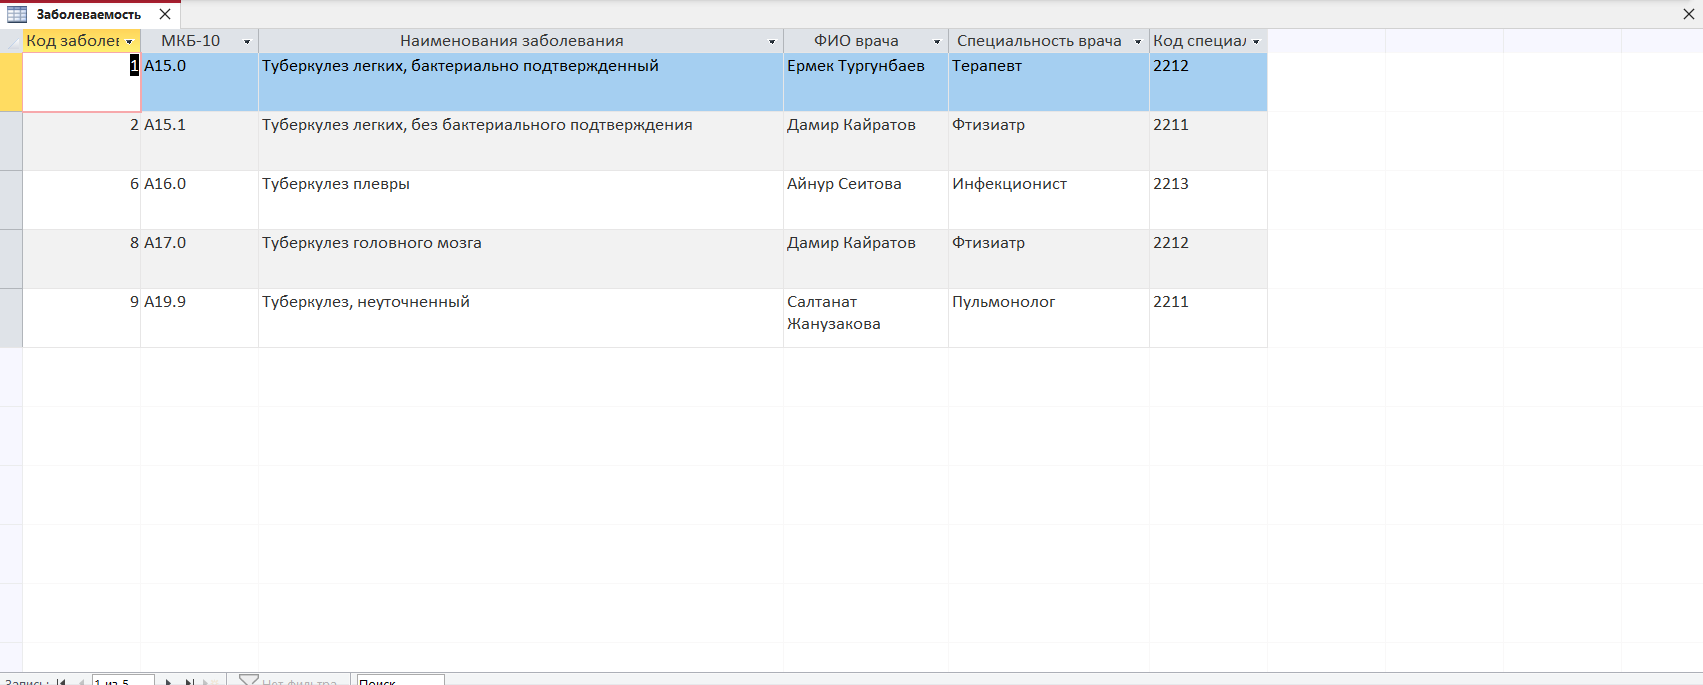 Заболеваемость
Код заболев МКБ-10 Наименования заболевания ФИО врача Специальность врача Код специал
1 A15.0 Туберкулез легких, бактериально подтвержденный Ермек Тургунбаев Терапевт 2212
2 A15.1 Туберкулез легких, без бактериального подтверждения Дамир Кайратов Фтизиатр 2211
6 A16.0 Туберкулез плевры Айнур Сеитова Инфекционист 2213
8 A17.0 Туберкулез головного мозга Дамир Кайратов Фтизиатр 2212
9 A19.9 Туберкулез, неуточненный Салтанат Пульмонолог 2211
Жанузакова
Запись: 1 из 5 Нет фильтра Поиск